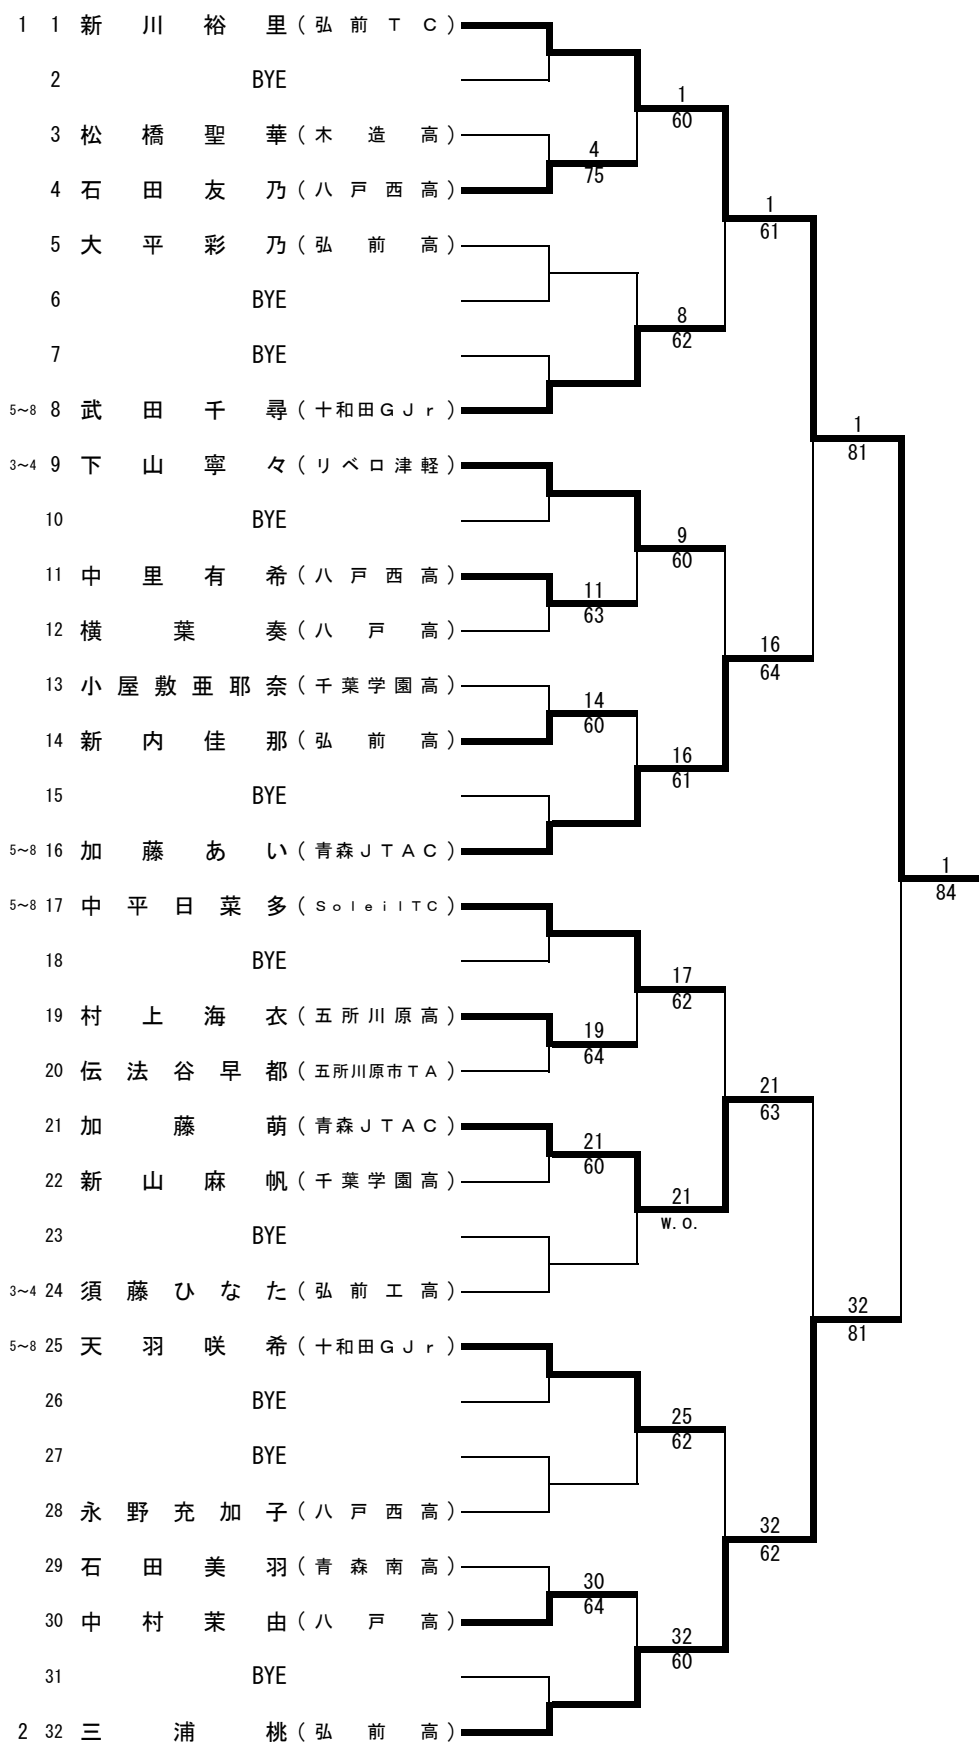 1 1 新川裕里(弘前TC)
2 BYE
1
60
3 松橋聖華(木造高)
4
75
4 石田友乃(八戸西高)
1
61
5 大平彩乃(弘前高)
6 BYE
8
62
7 BYE
5~8 8 武田千尋(十和田GJr)
1
81
3~4 9 下山寧々(リベロ津軽)
10 BYE
9
60
11 中里有希(八戸西高)
11
63
12 横葉奏(八戸高)
16
64
13 小屋敷亜耶奈(千葉学園高)
14
60
14 新内佳那(弘前高)
16
61
15 BYE
5~8 16 加藤あい(青森JTAC)
1
84
5~8 17 中平日菜多(SoleilTC)
18 BYE
17
62
19 村上海衣(五所川原高)
19
64
20 伝法谷早都(五所川原市TA)
21
63
21 加藤萌(青森JTAC)
21
60
22 新山麻帆(千葉学園高)
21
w.o.
23 BYE
3~4 24 須藤ひなた(弘前工高)
32
81
5~8 25 天羽咲希(十和田GJr)
26 BYE
25
62
27 BYE
28 永野充加子(八戸西高)
32
62
29 石田美羽(青森南高)
30
64
30 中村茉由(八戸高)
32
60
31 BYE
2 32 三浦桃(弘前高)